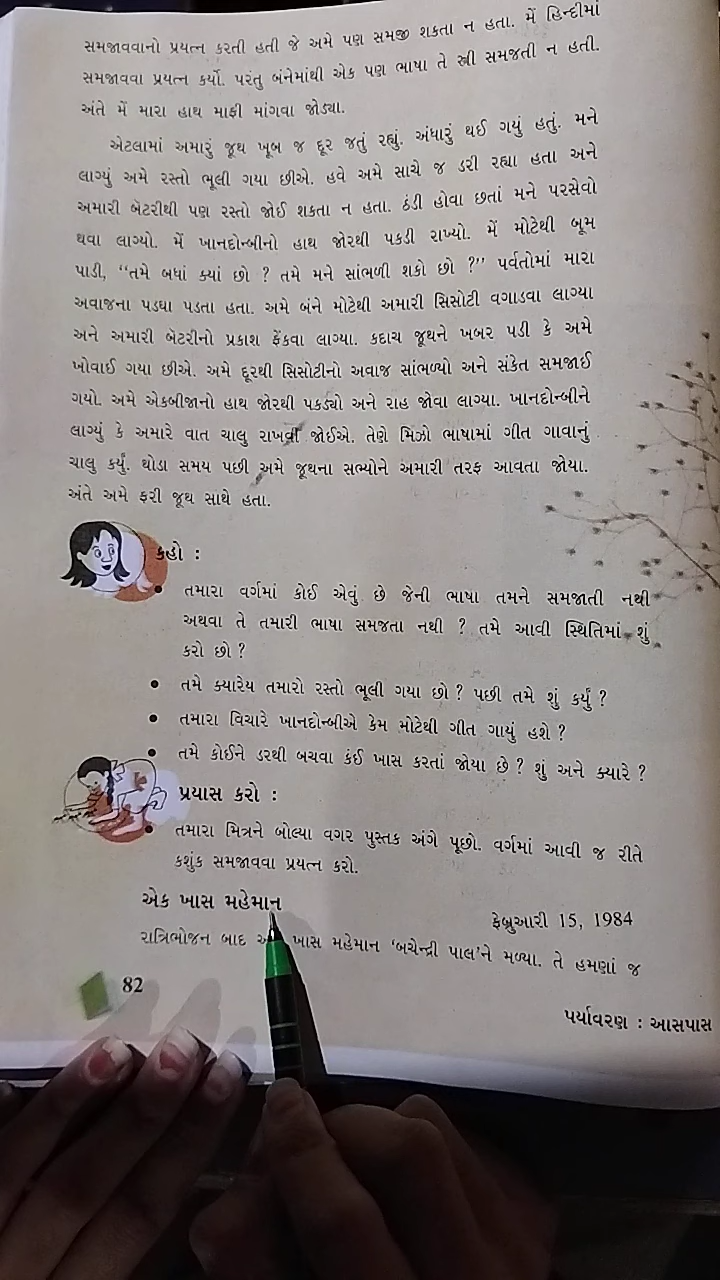 સમજાવવાનો પ્રયત્ન કરતી હતી જે અમે પણ સમજી શકતા ન હતા. મેં હિન્દીમાં
સમજાવવા પ્રયત્ન કર્યો. પરંતુ બંનેમાંથી એક પણ ભાષા તે સ્ત્રી સમજતી ન હતી.
અંતે મેં મારા હાથ માફી માંગવા જોડ્યા.
એટલામાં અમારું જૂથ ખૂબ જ દૂર જતું રહ્યું. અંધારું થઈ ગયું હતું. મને
લાગ્યું અમે રસ્તો ભૂલી ગયા છીએ. હવે અમે સાચે જ ડરી રહ્યા હતા અને
અમારી બૅટરીથી પણ રસ્તો જોઈ શકતા ન હતા. ઠંડી હોવા છતાં મને પરસેવો
થવા લાગ્યો. મેં ખાનદોન્બીનો હાથ જોરથી પકડી રાખ્યો. મેં મોટેથી બૂમ
પાડી, “તમે બધાં ક્યાં છો ? તમે મને સાંભળી શકો છો ?” પર્વતોમાં મારા
અવાજના પડઘા પડતા હતા. અમે બંને મોટેથી અમારી સિસોટી વગાડવા લાગ્યા
અને અમારી બૅટરીનો પ્રકાશ ફેંકવા લાગ્યા. કદાચ જૂથને ખબર પડી કે અમે
ખોવાઈ ગયા છીએ. અમે દૂરથી સિસોટીનો અવાજ સાંભળ્યો અને સંકેત સમજાઈ
ગયો. અમે એકબીજાનો હાથ જોરથી પકડ્યો અને રાહ જોવા લાગ્યા. ખાનદોન્બીને
લાગ્યું કે અમારે વાત ચાલુ રાખવી જોઈએ. તેણે મિઝો ભાષામાં ગીત ગાવાનું
ચાલુ કર્યું. થોડા સમય પછી અમે જૂથના સભ્યોને અમારી તરફ આવતા જોયા.
અંતે અમે ફરી જૂથ સાથે હતા.
કહો :
• તમારા વર્ગમાં કોઈ એવું છે જેની ભાષા તમને સમજાતી નથી
અથવા તે તમારી ભાષા સમજતા નથી ? તમે આવી સ્થિતિમાં શું
કરો છો ?
• તમે ક્યારેય તમારો રસ્તો ભૂલી ગયા છો ? પછી તમે શું કર્યું ?
• તમારા વિચારે ખાનદોન્બીએ કેમ મોટેથી ગીત ગાયું હશે ?
• તમે કોઈને ડરથી બચવા કંઈ ખાસ કરતાં જોયા છે ? શું અને ક્યારે ?
પ્રયાસ કરો :
• તમારા મિત્રને બોલ્યા વગર પુસ્તક અંગે પૂછો. વર્ગમાં આવી જ રીતે
કશુંક સમજાવવા પ્રયત્ન કરો.
એક ખાસ મહેમાન
ફેબ્રુઆરી 15, 1984
રાત્રિભોજન બાદ ખાસ મહેમાન ‘બચેન્દ્રી પાલ’ને મળ્યા. તે હમણાં જ
82
પર્યાવરણ : આસપાસ